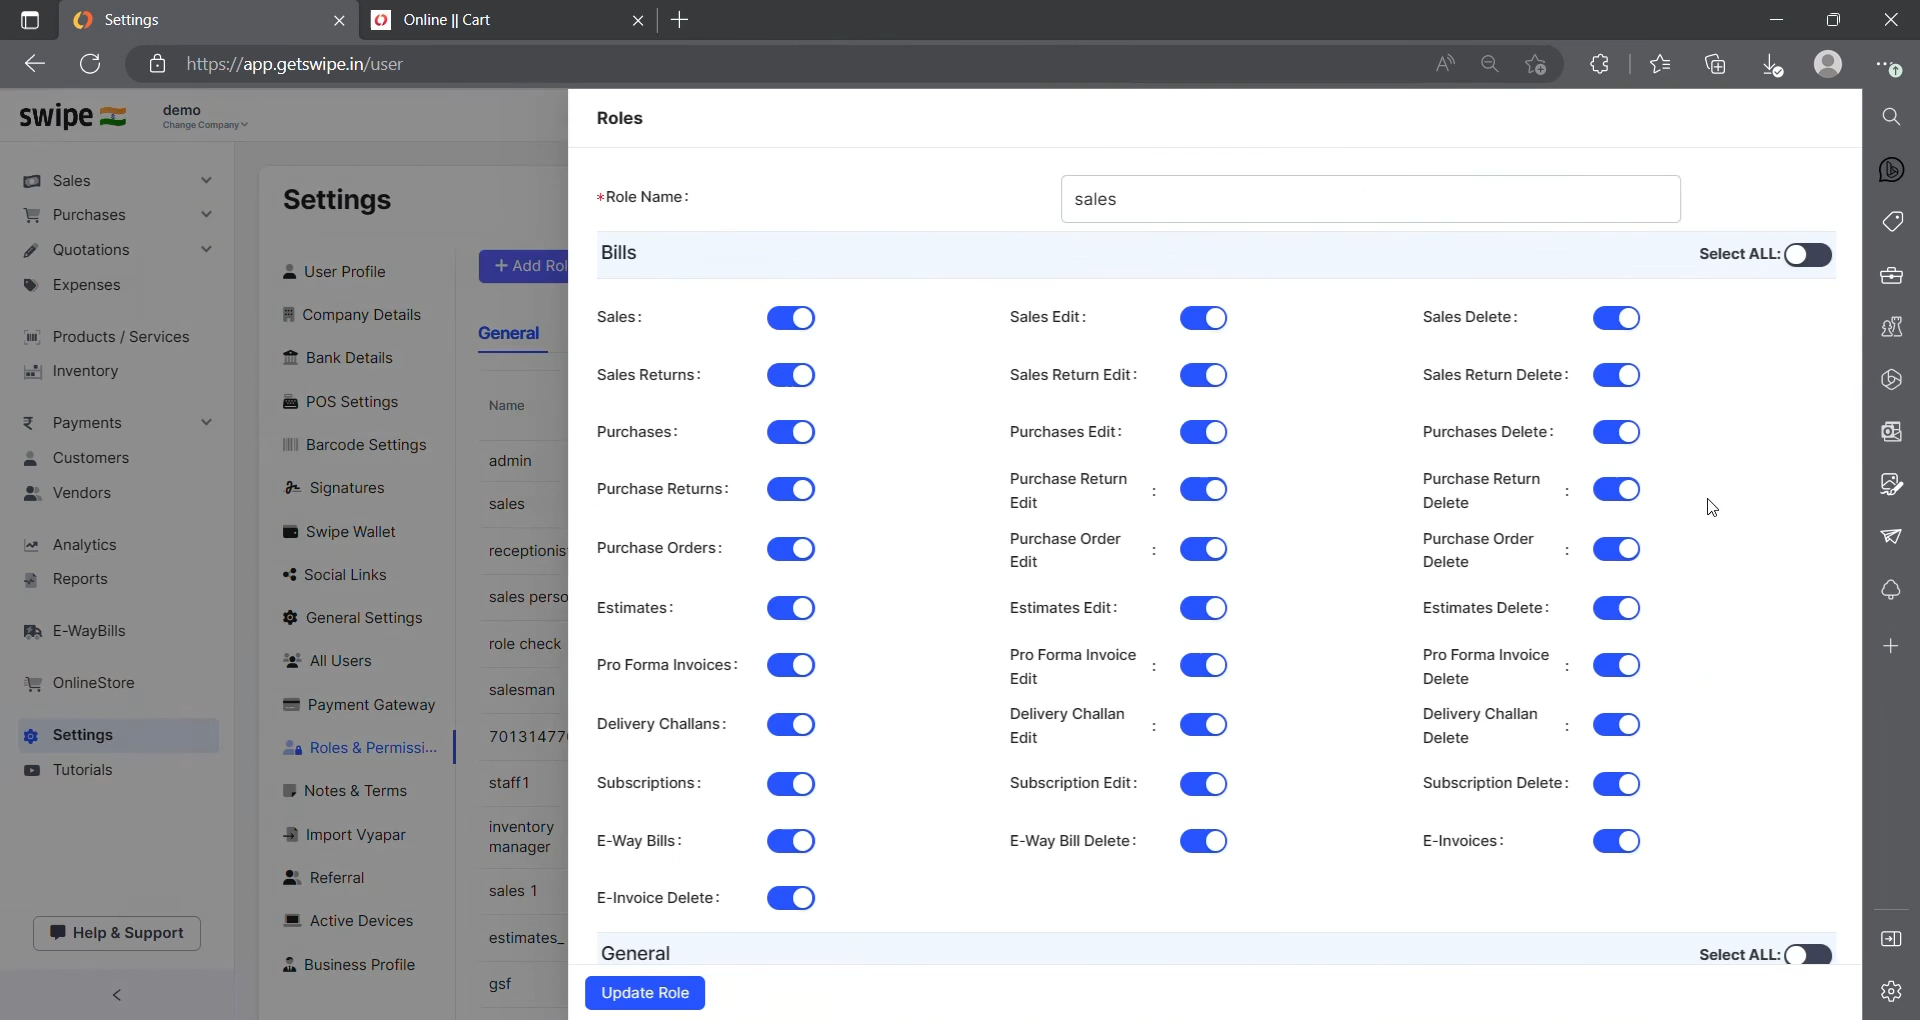 Settings
Online || Cart
https://app.getswipe.in/user
swipe
demo
Change Company
Sales
Purchases
Quotations
Expenses
Products / Services
Inventory
Payments
Customers
Vendors
Analytics
Reports
E-WayBills
OnlineStore
Settings
Tutorials
Help & Support
Settings
User Profile
Company Details
Bank Details
POS Settings
Barcode Settings
Signatures
Swipe Wallet
Social Links
General Settings
All Users
Payment Gateway
Roles & Permissi...
Notes & Terms
Import Vyapar
Referral
Active Devices
Business Profile
+ Add Rol
General
Name
admin
sales
receptionis
sales perso
role check
salesman
70131477
staff1
inventory
manager
sales 1
estimates_
gsf
Roles
*Role Name:
sales
Bills
Select ALL:
Sales:
Sales Edit:
Sales Delete:
Sales Returns:
Sales Return Edit:
Sales Return Delete:
Purchases:
Purchases Edit:
Purchases Delete:
Purchase Returns:
Purchase Return
Edit :
Purchase Return
Delete :
Purchase Orders:
Purchase Order
Edit :
Purchase Order
Delete :
Estimates:
Estimates Edit:
Estimates Delete:
Pro Forma Invoices:
Pro Forma Invoice
Edit :
Pro Forma Invoice
Delete :
Delivery Challans:
Delivery Challan
Edit :
Delivery Challan
Delete :
Subscriptions:
Subscription Edit:
Subscription Delete:
E-Way Bills:
E-Way Bill Delete:
E-Invoices:
E-Invoice Delete:
General
Select ALL:
Update Role